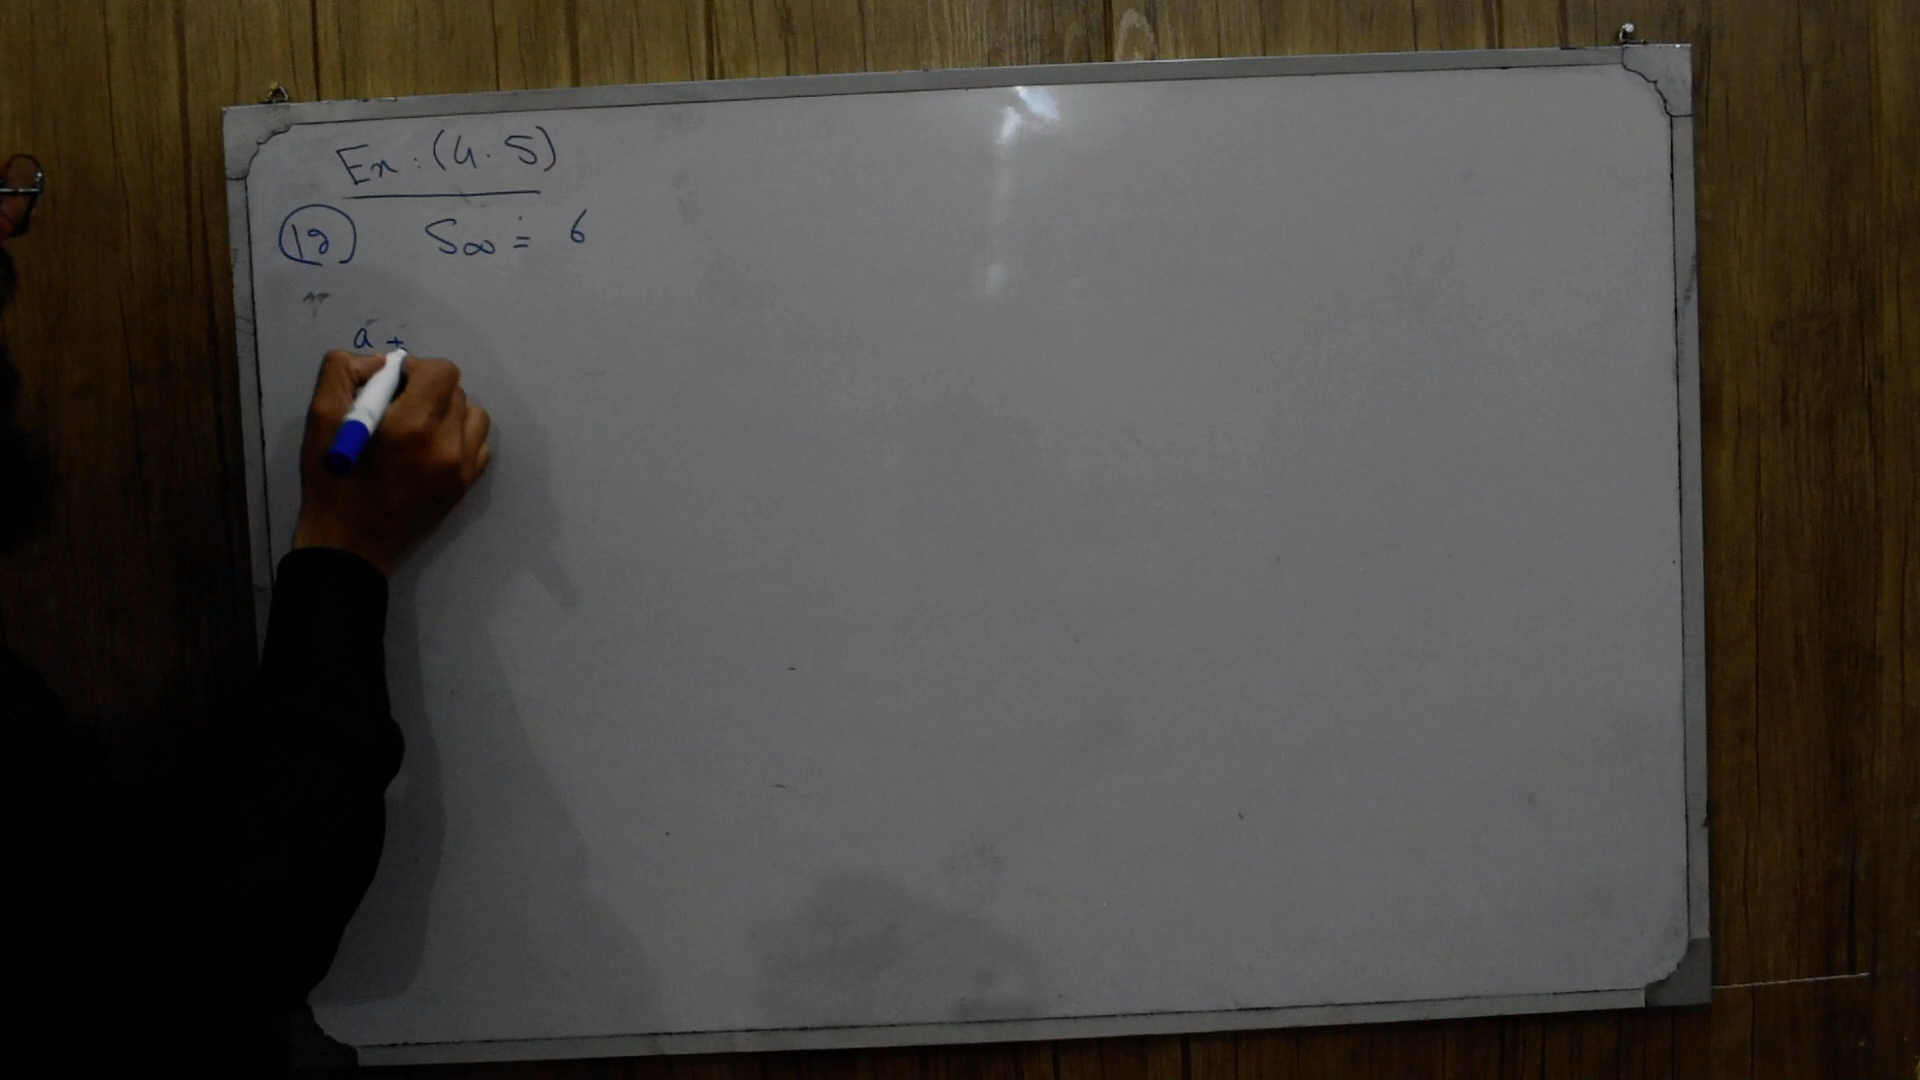 Ex: (4.5)
12 S∞ = 6
a +